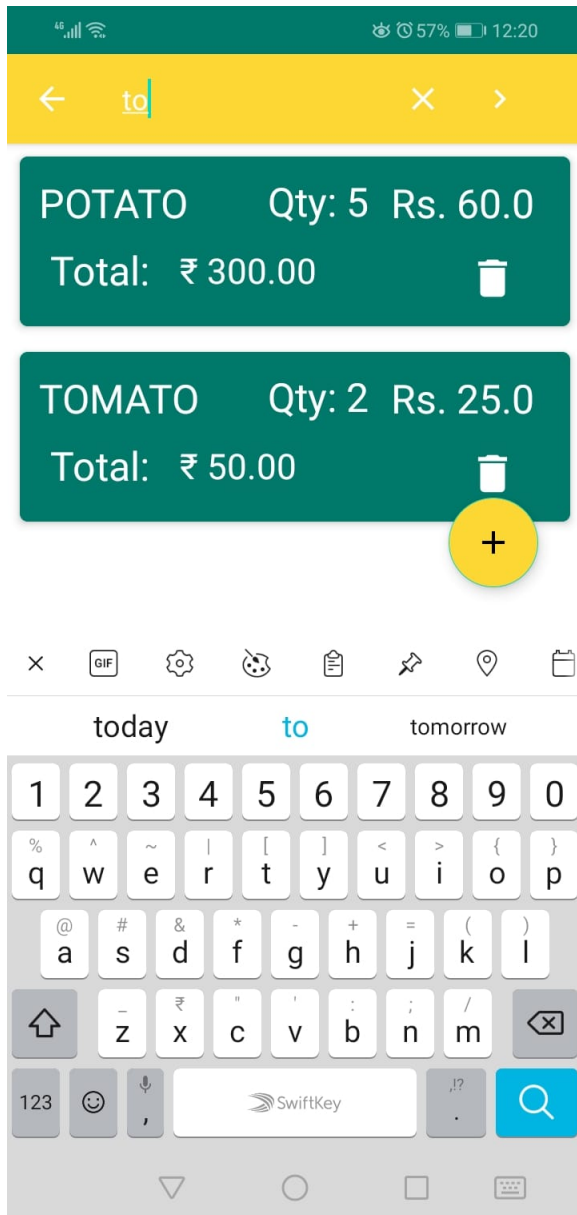 4G 57% 12:20
to
POTATO Qty: 5 Rs. 60.0
Total: ₹ 300.00
TOMATO Qty: 2 Rs. 25.0
Total: ₹ 50.00
+
GIF
today to tomorrow
1 2 3 4 5 6 7 8 9 0
% ^ ~ | [ ] < > { }
q w e r t y u i o p
@ # & * - + = ( )
a s d f g h j k l
_ ₹ " ' : ; /
z x c v b n m
123 , SwiftKey ,!? .